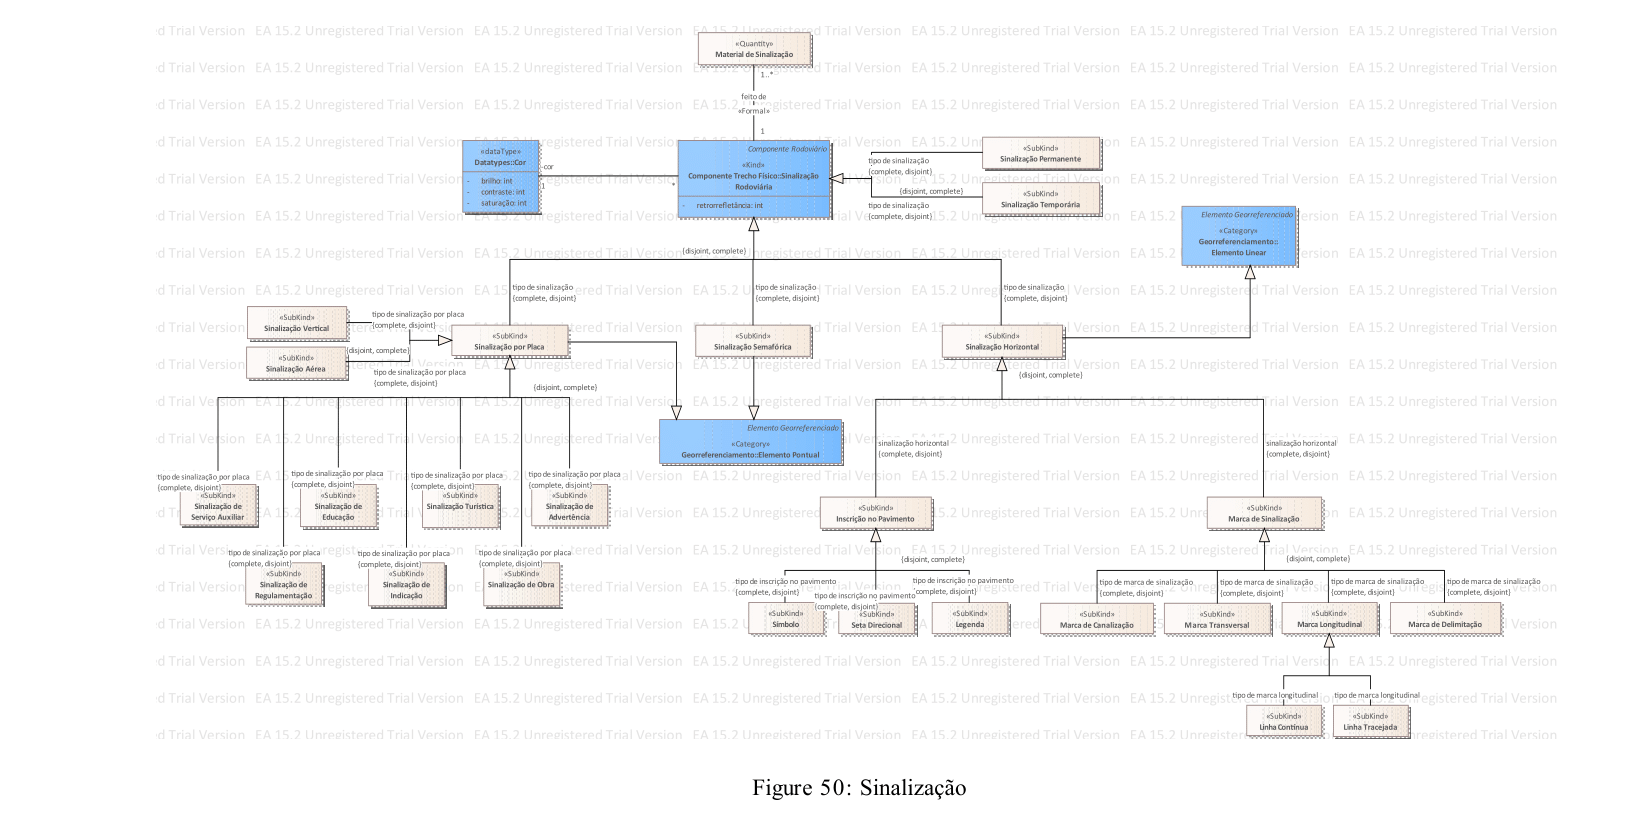 «Quantity»
Material de Sinalização
1..*
feito de
«Formal»
1
«dataType»
Datatypes::Cor
- brilho: int
- contraste: int
- saturação: int
-cor
1
*
Componente Rodoviário
«Kind»
Componente Trecho Físico::Sinalização
Rodoviária
- retrorrefletância: int
tipo de sinalização
{complete, disjoint}
«SubKind»
Sinalização Permanente
{disjoint, complete}
«SubKind»
Sinalização Temporária
tipo de sinalização
{complete, disjoint}
Elemento Georreferenciado
«Category»
Georreferenciamento::
Elemento Linear
{disjoint, complete}
tipo de sinalização
{complete, disjoint}
tipo de sinalização
{complete, disjoint}
tipo de sinalização
{complete, disjoint}
«SubKind»
Sinalização Vertical
tipo de sinalização por placa
{complete, disjoint}
«SubKind»
Sinalização por Placa
«SubKind»
Sinalização Semafórica
«SubKind»
Sinalização Horizontal
«SubKind»
Sinalização Aérea
{disjoint, complete}
tipo de sinalização por placa
{complete, disjoint}
{disjoint, complete}
{disjoint, complete}
Elemento Georreferenciado
«Category»
Georreferenciamento::Elemento Pontual
sinalização horizontal
{complete, disjoint}
sinalização horizontal
{complete, disjoint}
tipo de sinalização por placa
{complete, disjoint}
«SubKind»
Sinalização de
Serviço Auxiliar
tipo de sinalização por placa
{complete, disjoint}
«SubKind»
Sinalização de
Educação
tipo de sinalização por placa
{complete, disjoint}
«SubKind»
Sinalização Turística
tipo de sinalização por placa
{complete, disjoint}
«SubKind»
Sinalização de
Advertência
«SubKind»
Inscrição no Pavimento
«SubKind»
Marca de Sinalização
tipo de sinalização por placa
{complete, disjoint}
«SubKind»
Sinalização de
Regulamentação
tipo de sinalização por placa
{complete, disjoint}
«SubKind»
Sinalização de
Indicação
tipo de sinalização por placa
{complete, disjoint}
«SubKind»
Sinalização de Obra
{disjoint, complete}
{disjoint, complete}
tipo de inscrição no pavimento
{complete, disjoint}
«SubKind»
Símbolo
tipo de inscrição no pavimento
{complete, disjoint}
«SubKind»
Seta Direcional
tipo de inscrição no pavimento
{complete, disjoint}
«SubKind»
Legenda
tipo de marca de sinalização
{complete, disjoint}
«SubKind»
Marca de Canalização
tipo de marca de sinalização
{complete, disjoint}
«SubKind»
Marca Transversal
tipo de marca de sinalização
{complete, disjoint}
«SubKind»
Marca Longitudinal
tipo de marca de sinalização
{complete, disjoint}
«SubKind»
Marca de Delimitação
tipo de marca longitudinal
«SubKind»
Linha Contínua
tipo de marca longitudinal
«SubKind»
Linha Tracejada
EA 15.2 Unregistered Trial Version
Figure 50: Sinalização